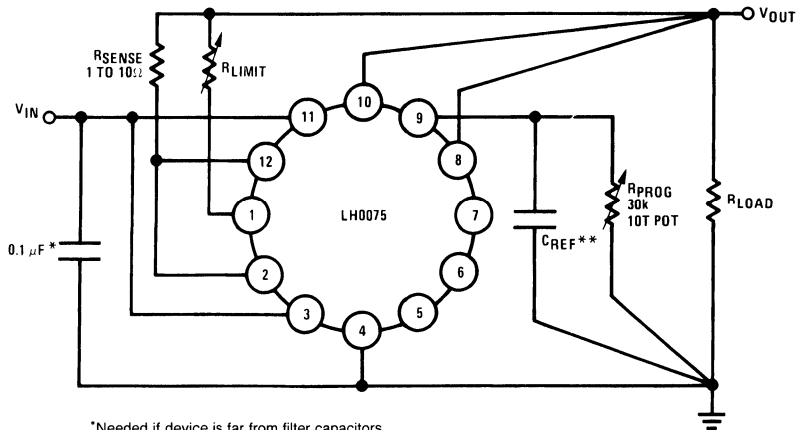 VOUT
RSENSE
1 TO 10Ω
RLIMIT
VIN
10
11
9
12
8
RPROG
30k
10T POT
1
LH0075
7
RLOAD
CREF**
0.1 μF*
2
6
3
5
4
*Needed if device is far from filter capacitors